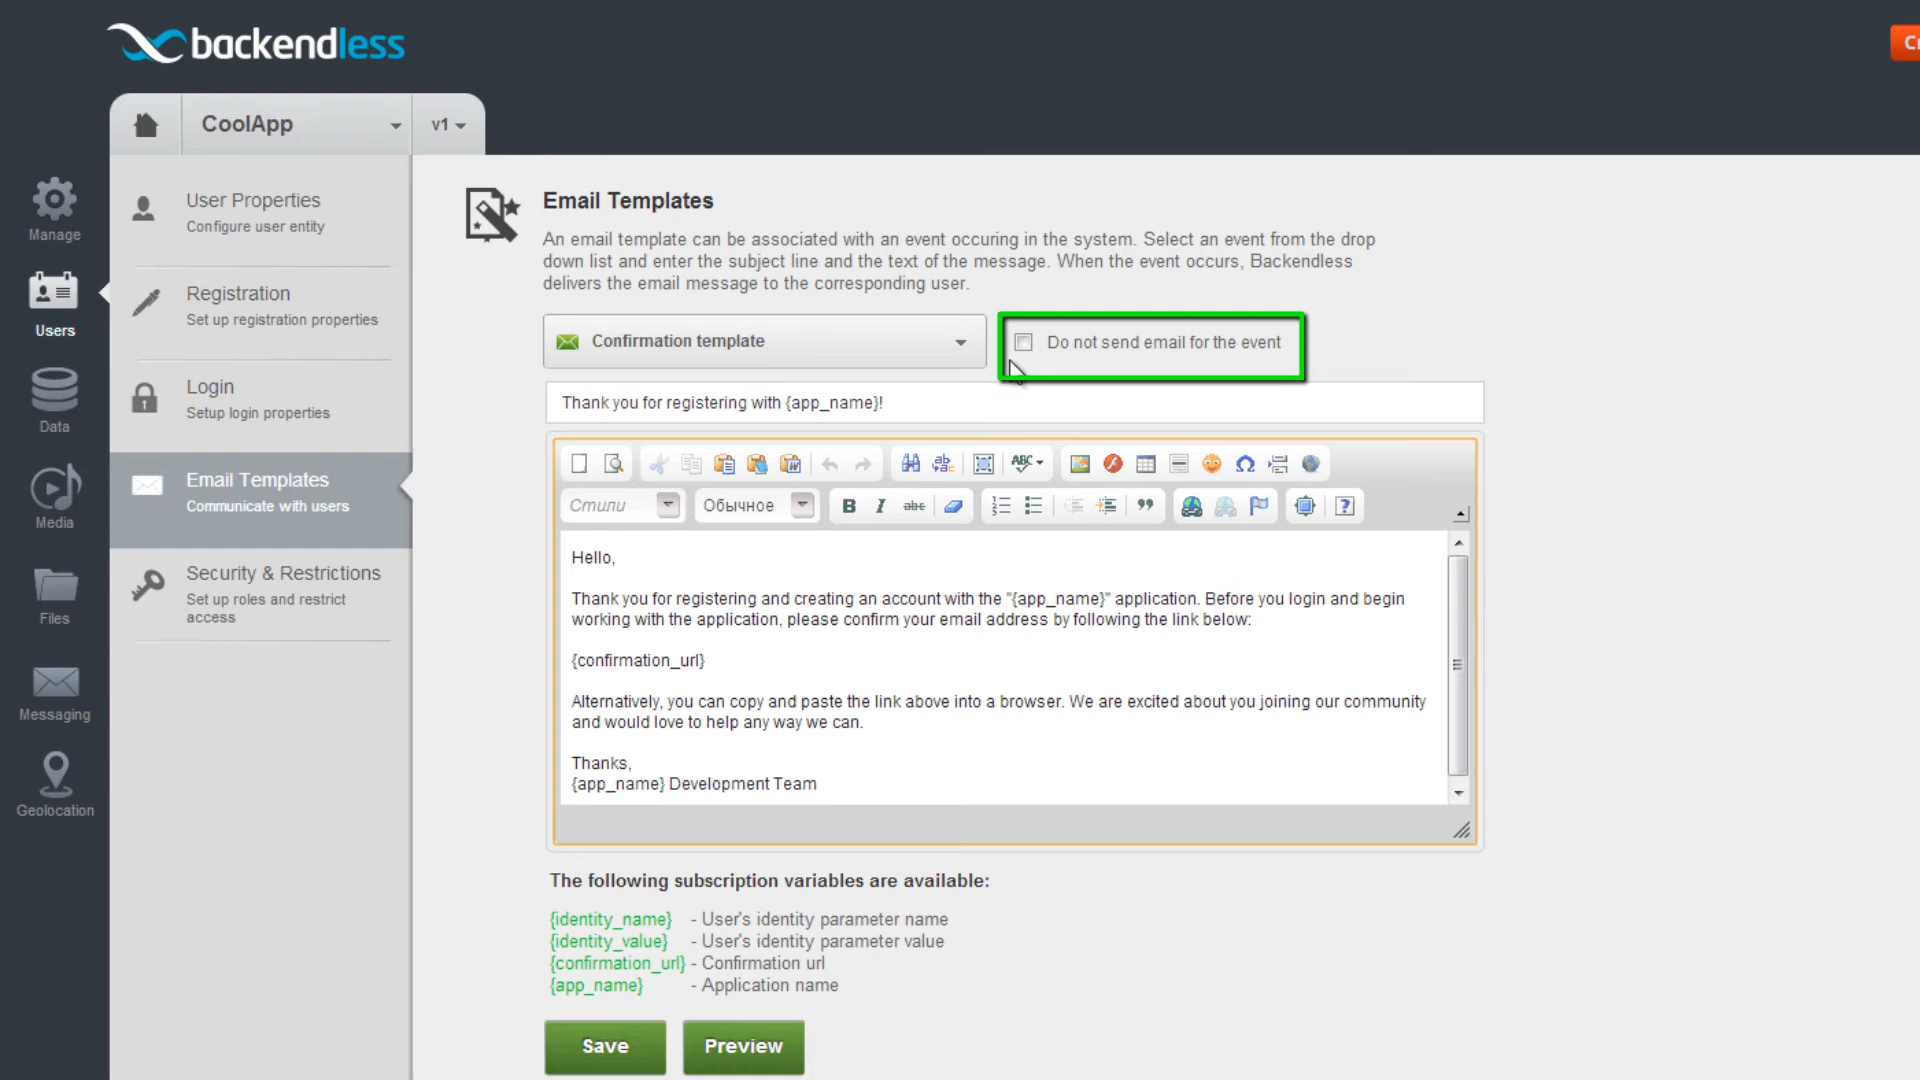 backendless
Cr
CoolApp
v1
Manage
Users
Data
Media
Files
Messaging
Geolocation
User Properties
Configure user entity
Registration
Set up registration properties
Login
Setup login properties
Email Templates
Communicate with users
Security & Restrictions
Set up roles and restrict
access
Email Templates
An email template can be associated with an event occuring in the system. Select an event from the drop
down list and enter the subject line and the text of the message. When the event occurs, Backendless
delivers the email message to the corresponding user.
Confirmation template
Do not send email for the event
Thank you for registering with {app_name}!
ABC
Стили
Обычное
B I abc
Hello,
Thank you for registering and creating an account with the "{app_name}" application. Before you login and begin
working with the application, please confirm your email address by following the link below:
{confirmation_url}
Alternatively, you can copy and paste the link above into a browser. We are excited about you joining our community
and would love to help any way we can.
Thanks,
{app_name} Development Team
The following subscription variables are available:
{identity_name} - User's identity parameter name
{identity_value} - User's identity parameter value
{confirmation_url} - Confirmation url
{app_name} - Application name
Save
Preview